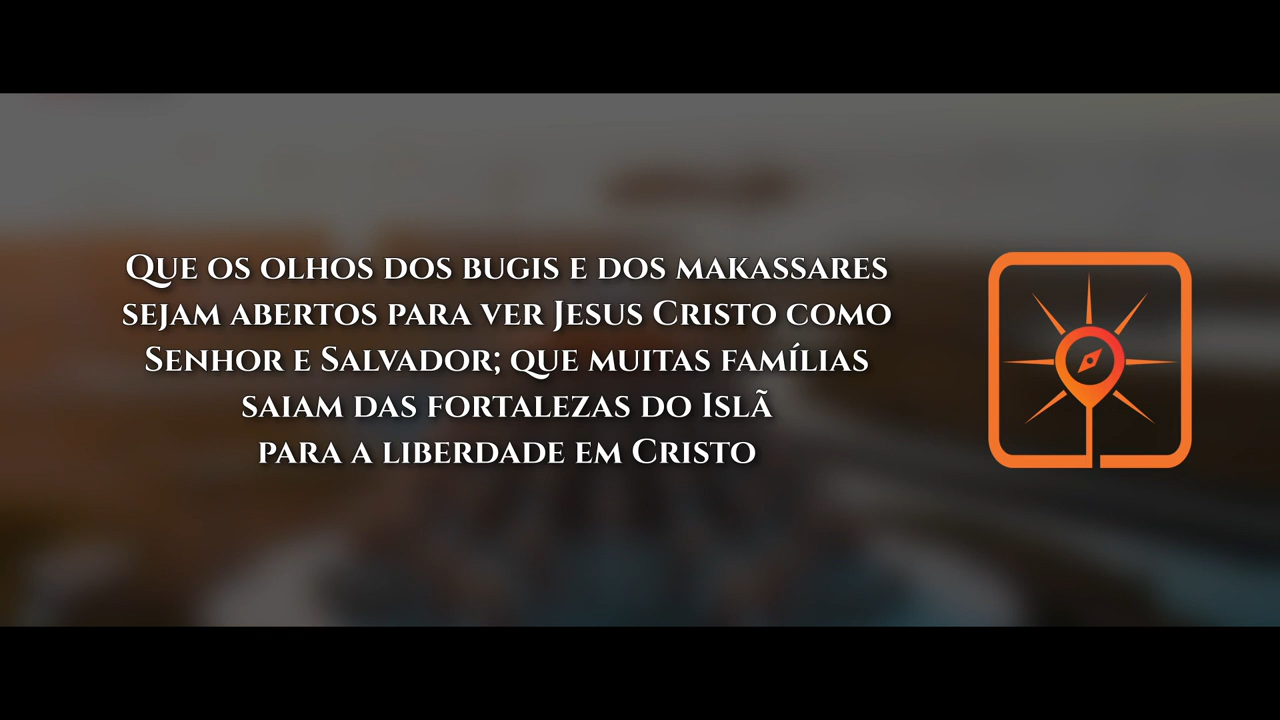 Que os olhos dos bugis e dos makassares
sejam abertos para ver Jesus Cristo como
Senhor e Salvador; que muitas famílias
saiam das fortalezas do Islã
para a liberdade em Cristo